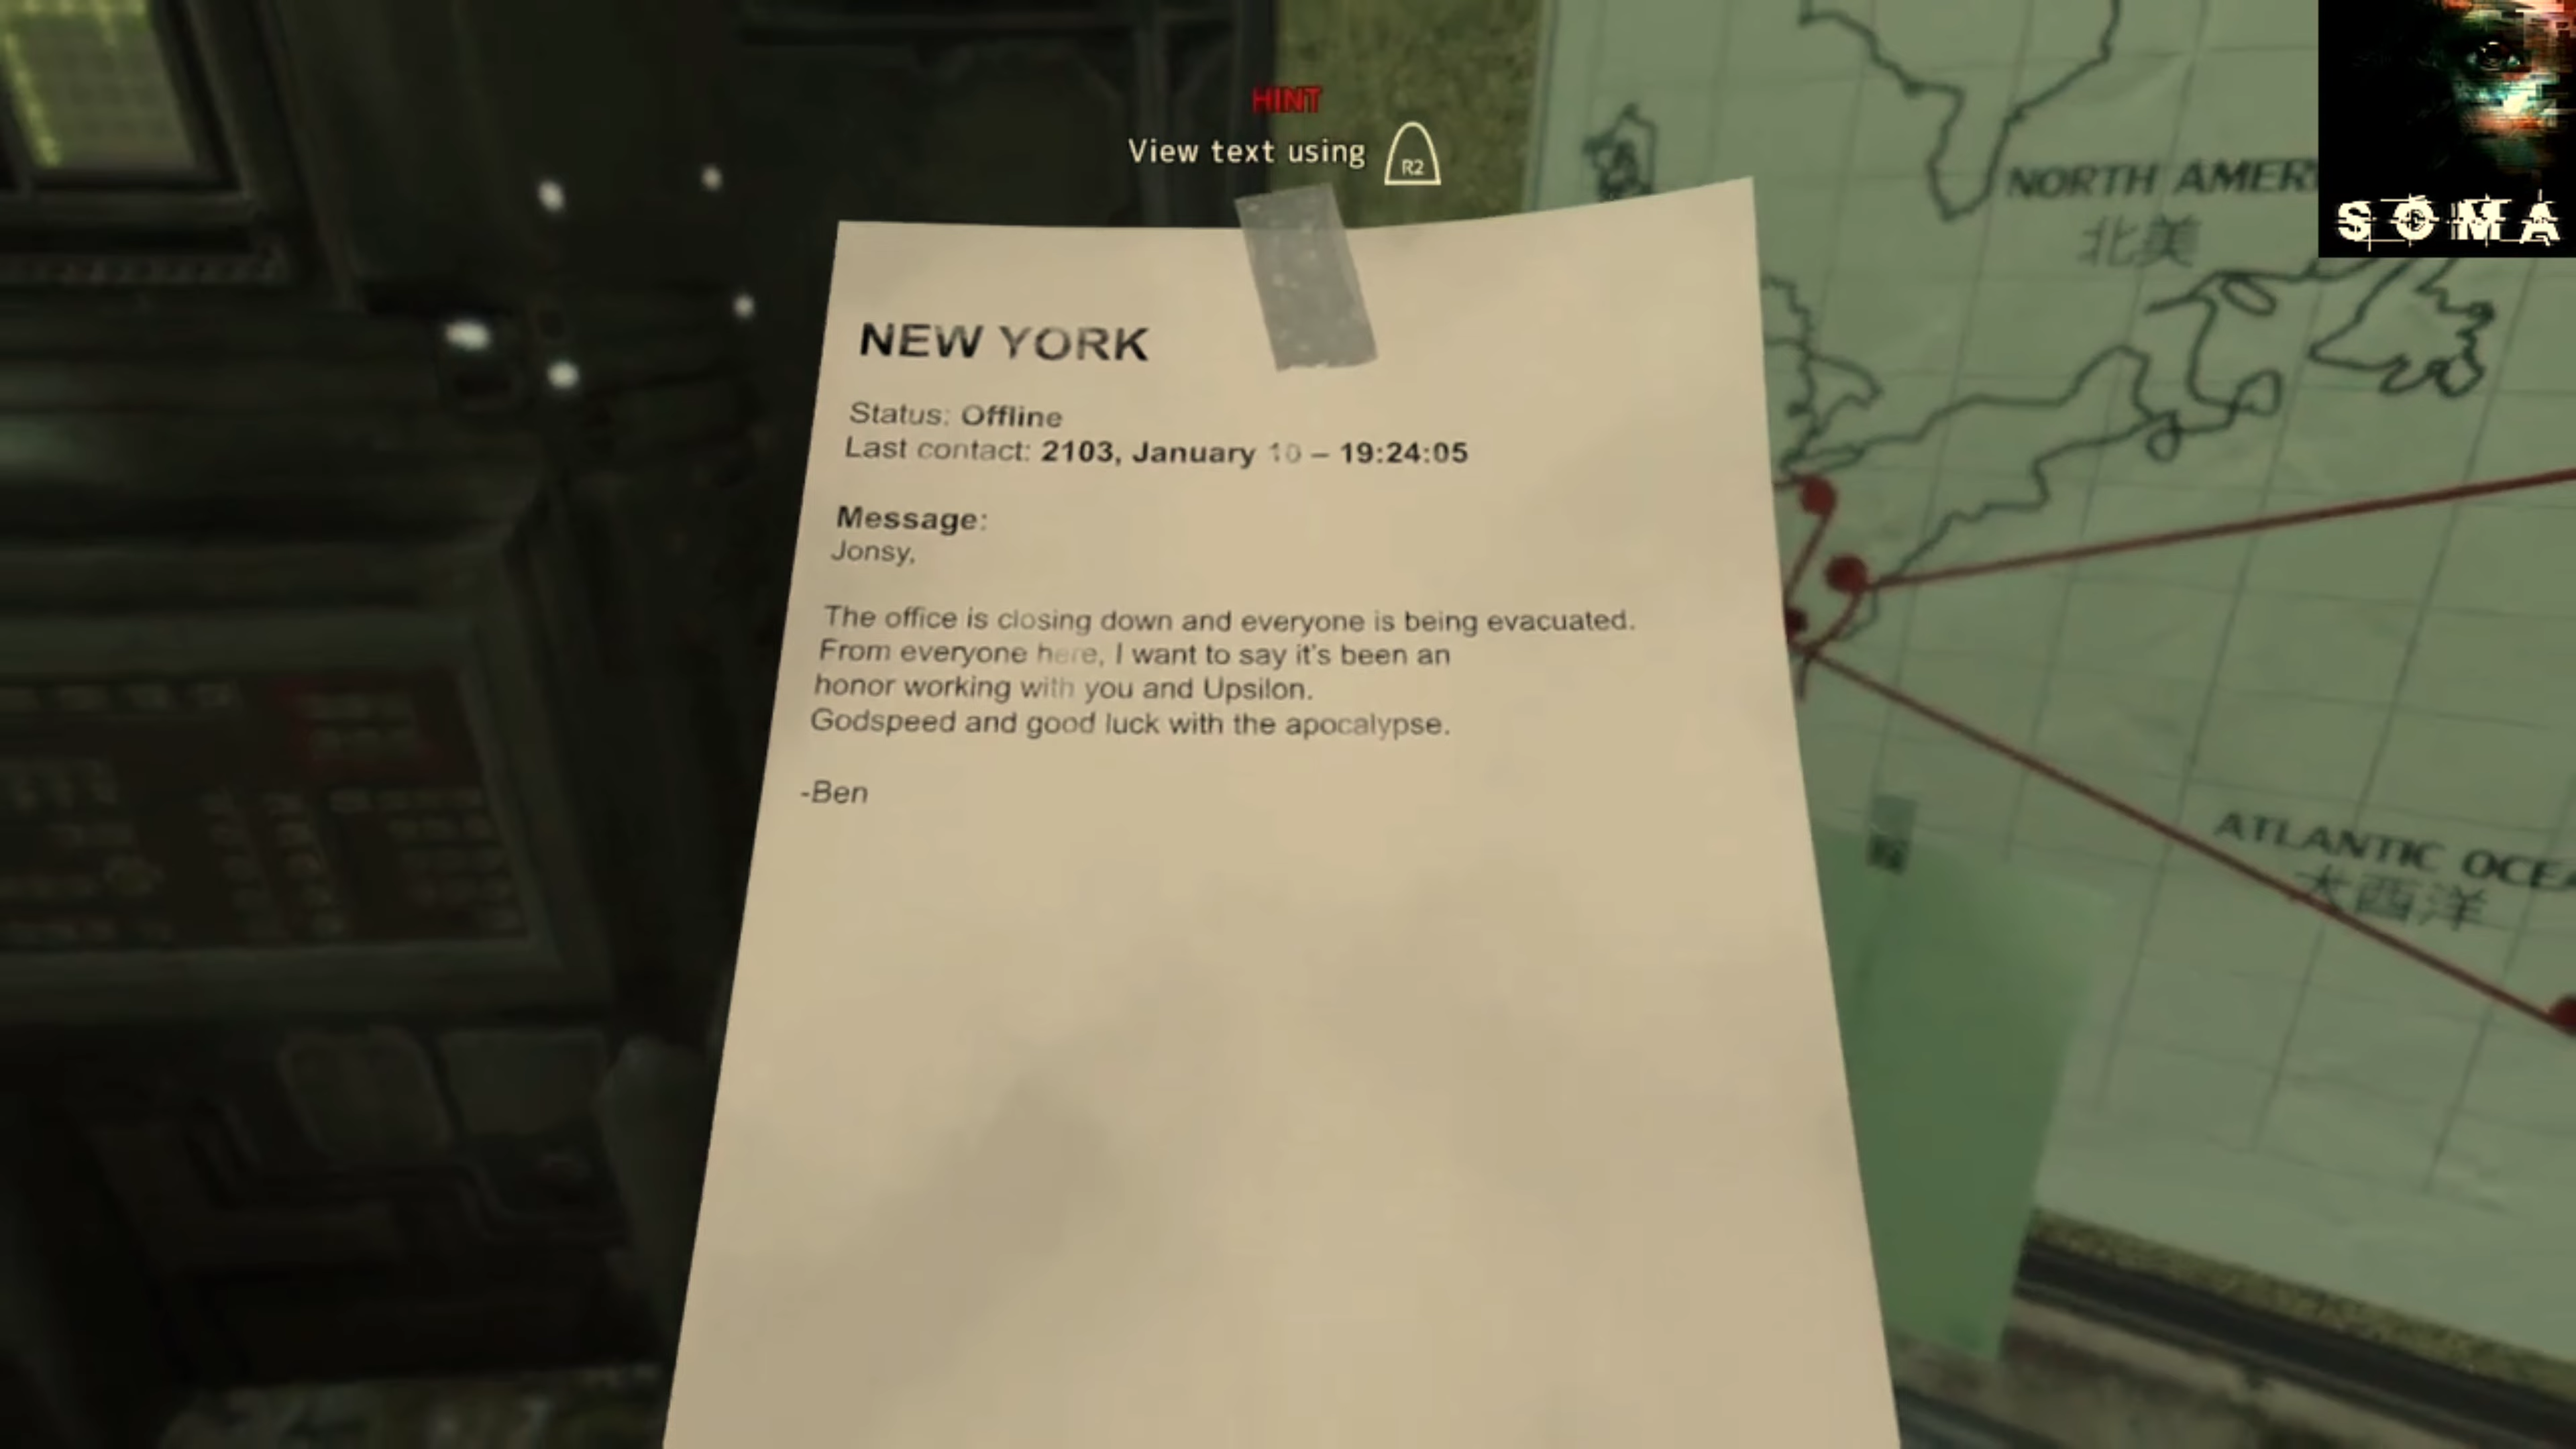 HINT
View text using R2
SOMA
NORTH AMER
北美
NEW YORK
Status: Offline
Last contact: 2103, January 10 – 19:24:05
Message:
Jonsy,
The office is closing down and everyone is being evacuated.
From everyone here, I want to say it's been an
honor working with you and Upsilon.
Godspeed and good luck with the apocalypse.
-Ben
ATLANTIC OCEA
大西洋